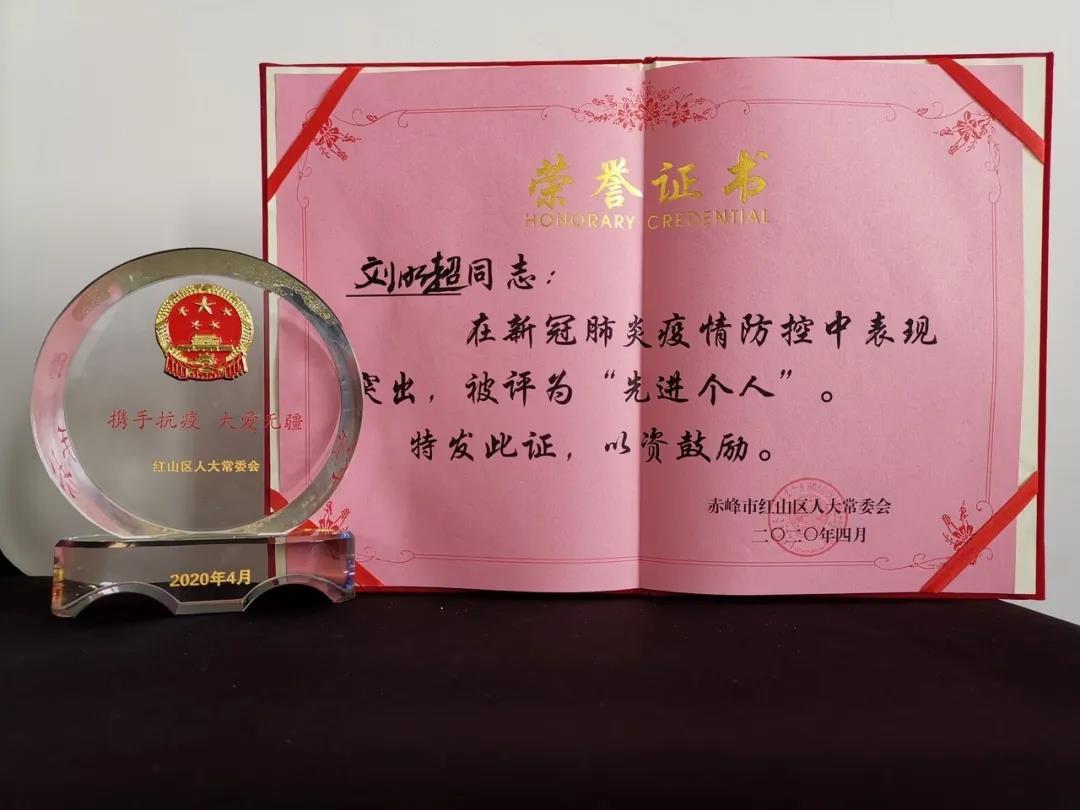 携手抗疫 大爱无疆
红山区人大常委会
2020年4月
荣誉证书
HONORARY CREDENTIAL
同志：
在新冠肺炎疫情防控中表现
突出，被评为“先进个人”。
特发此证，以资鼓励。
赤峰市红山区人大常委会
二〇二〇年四月